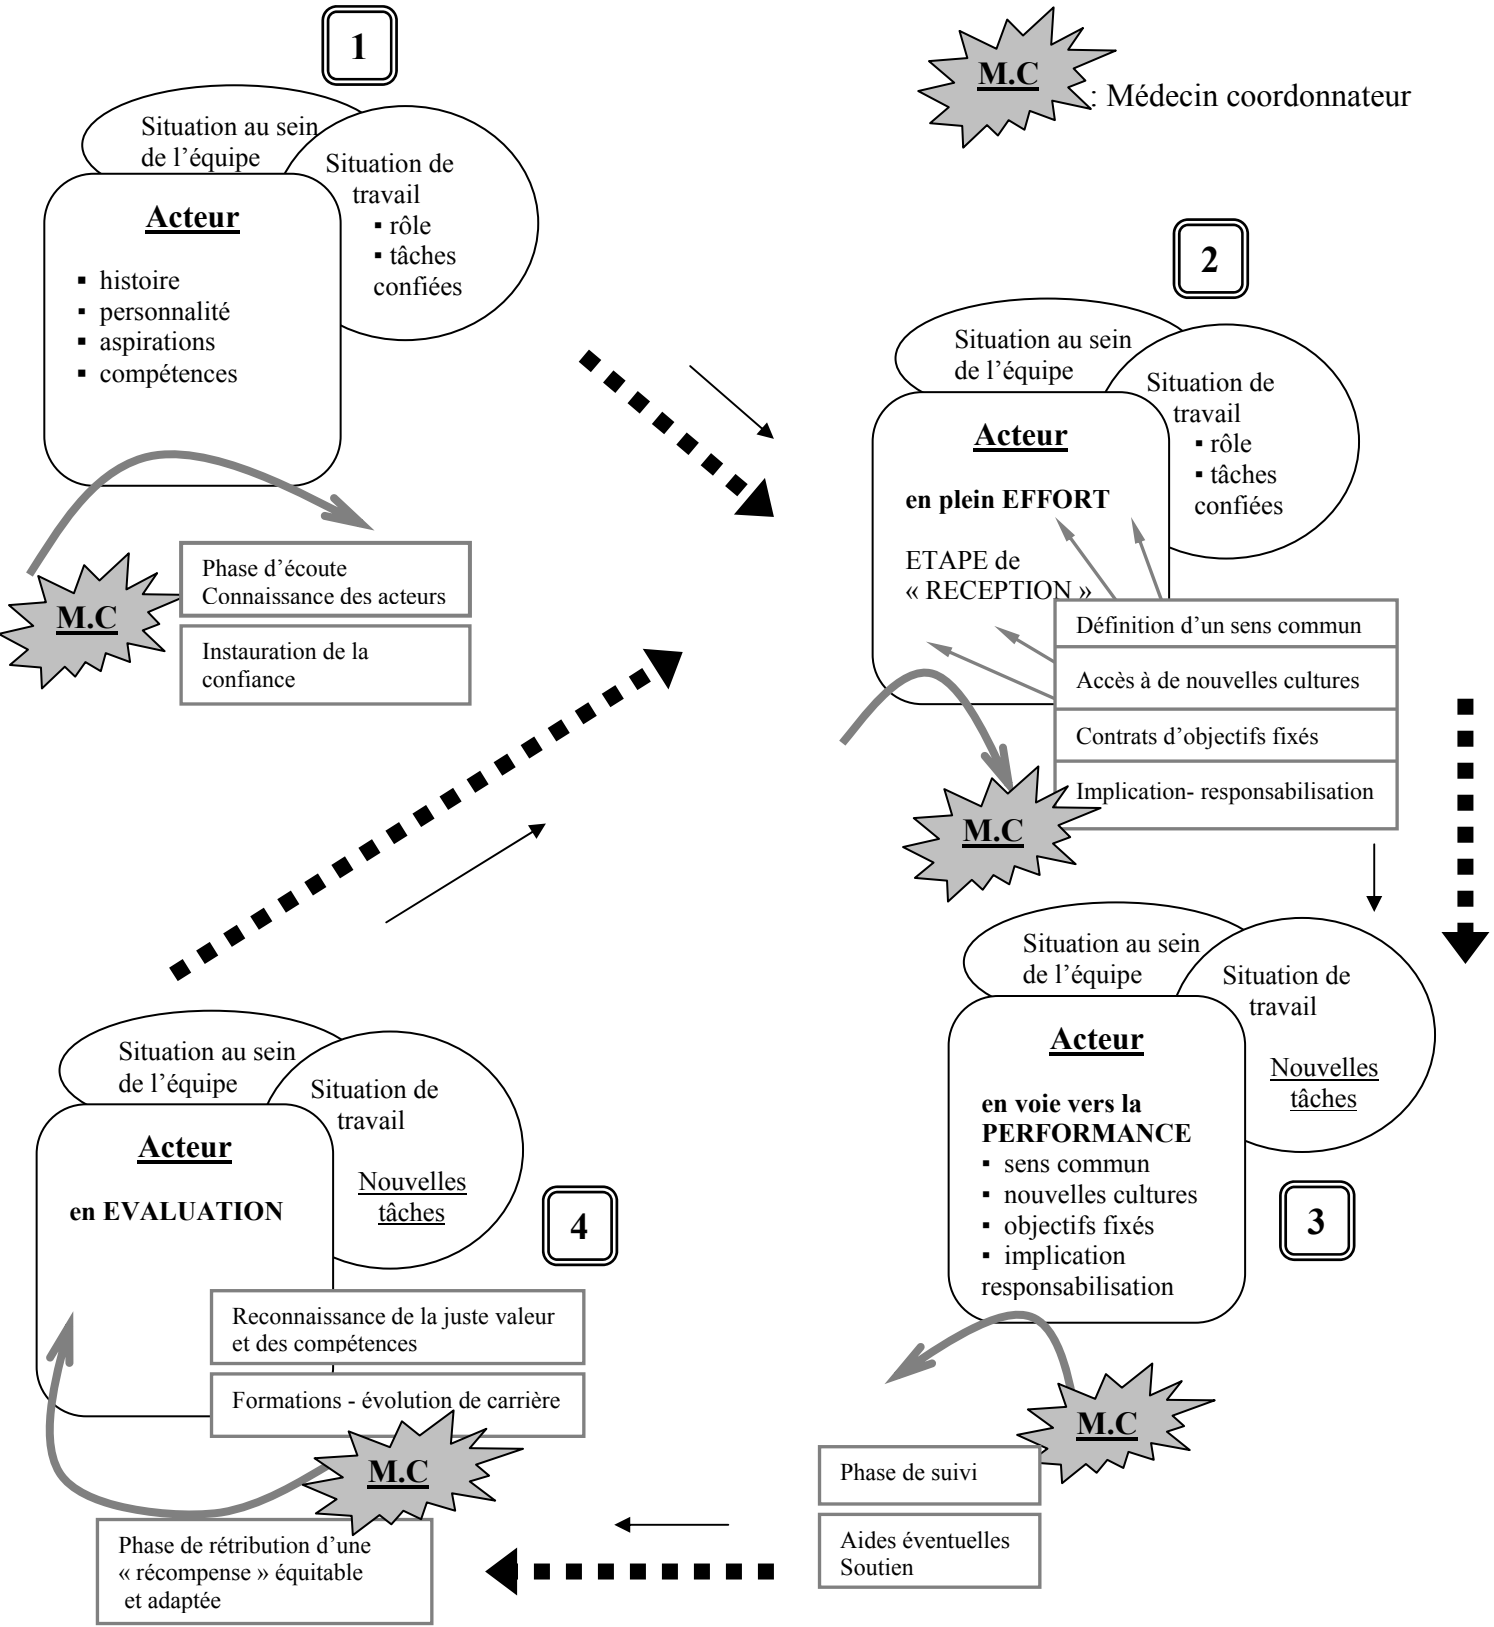 1
M.C
: Médecin coordonnateur
Situation au sein
de l’équipe
Situation de
travail
▪ rôle
▪ tâches
confiées
Acteur
▪ histoire
▪ personnalité
▪ aspirations
▪ compétences
M.C
Phase d’écoute
Connaissance des acteurs
Instauration de la
confiance
2
Situation au sein
de l’équipe
Situation de
travail
▪ rôle
▪ tâches
confiées
Acteur
en plein EFFORT
ETAPE de
« RECEPTION »
Définition d’un sens commun
Accès à de nouvelles cultures
Contrats d’objectifs fixés
Implication- responsabilisation
M.C
Situation au sein
de l’équipe
Situation de
travail
Nouvelles
tâches
Acteur
en voie vers la
PERFORMANCE
▪ sens commun
▪ nouvelles cultures
▪ objectifs fixés
▪ implication
responsabilisation
3
M.C
Phase de suivi
Aides éventuelles
Soutien
Situation au sein
de l’équipe
Situation de
travail
Nouvelles
tâches
Acteur
en EVALUATION
4
Reconnaissance de la juste valeur
et des compétences
Formations - évolution de carrière
M.C
Phase de rétribution d’une
« récompense » équitable
et adaptée